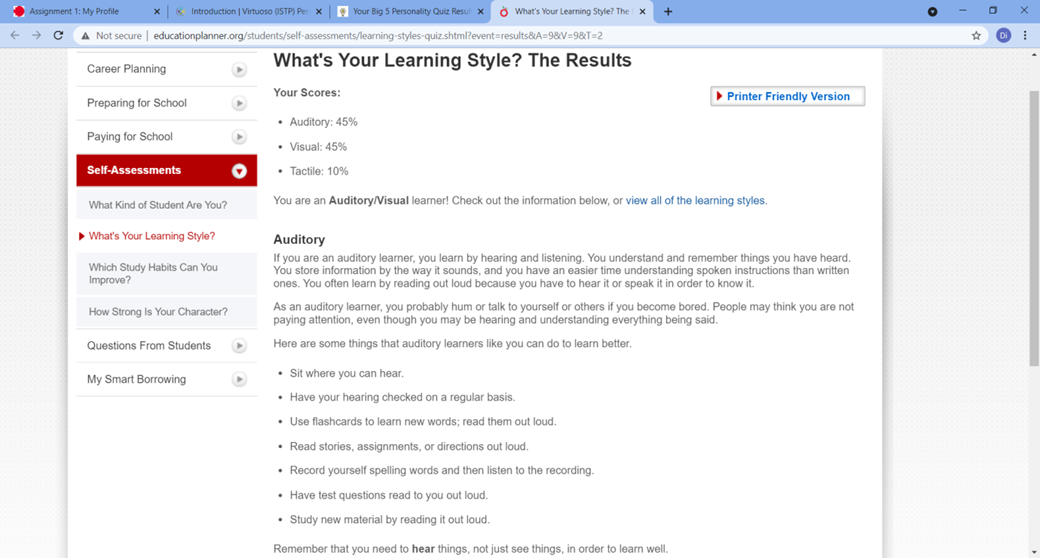 Assignment 1: My Profile
Introduction | Virtuoso (ISTP) Pe
Your Big 5 Personality Quiz Resul
What's Your Learning Style? The
Not secure | educationplanner.org/students/self-assessments/learning-styles-quiz.shtml?event=results&A=9&V=9&T=2
Di
Career Planning
Preparing for School
Paying for School
Self-Assessments
What Kind of Student Are You?
What's Your Learning Style?
Which Study Habits Can You
Improve?
How Strong Is Your Character?
Questions From Students
My Smart Borrowing
What's Your Learning Style? The Results
Your Scores:
Printer Friendly Version
• Auditory: 45%
• Visual: 45%
• Tactile: 10%
You are an Auditory/Visual learner! Check out the information below, or view all of the learning styles.
Auditory
If you are an auditory learner, you learn by hearing and listening. You understand and remember things you have heard.
You store information by the way it sounds, and you have an easier time understanding spoken instructions than written
ones. You often learn by reading out loud because you have to hear it or speak it in order to know it.
As an auditory learner, you probably hum or talk to yourself or others if you become bored. People may think you are not
paying attention, even though you may be hearing and understanding everything being said.
Here are some things that auditory learners like you can do to learn better.
• Sit where you can hear.
• Have your hearing checked on a regular basis.
• Use flashcards to learn new words; read them out loud.
• Read stories, assignments, or directions out loud.
• Record yourself spelling words and then listen to the recording.
• Have test questions read to you out loud.
• Study new material by reading it out loud.
Remember that you need to hear things, not just see things, in order to learn well.